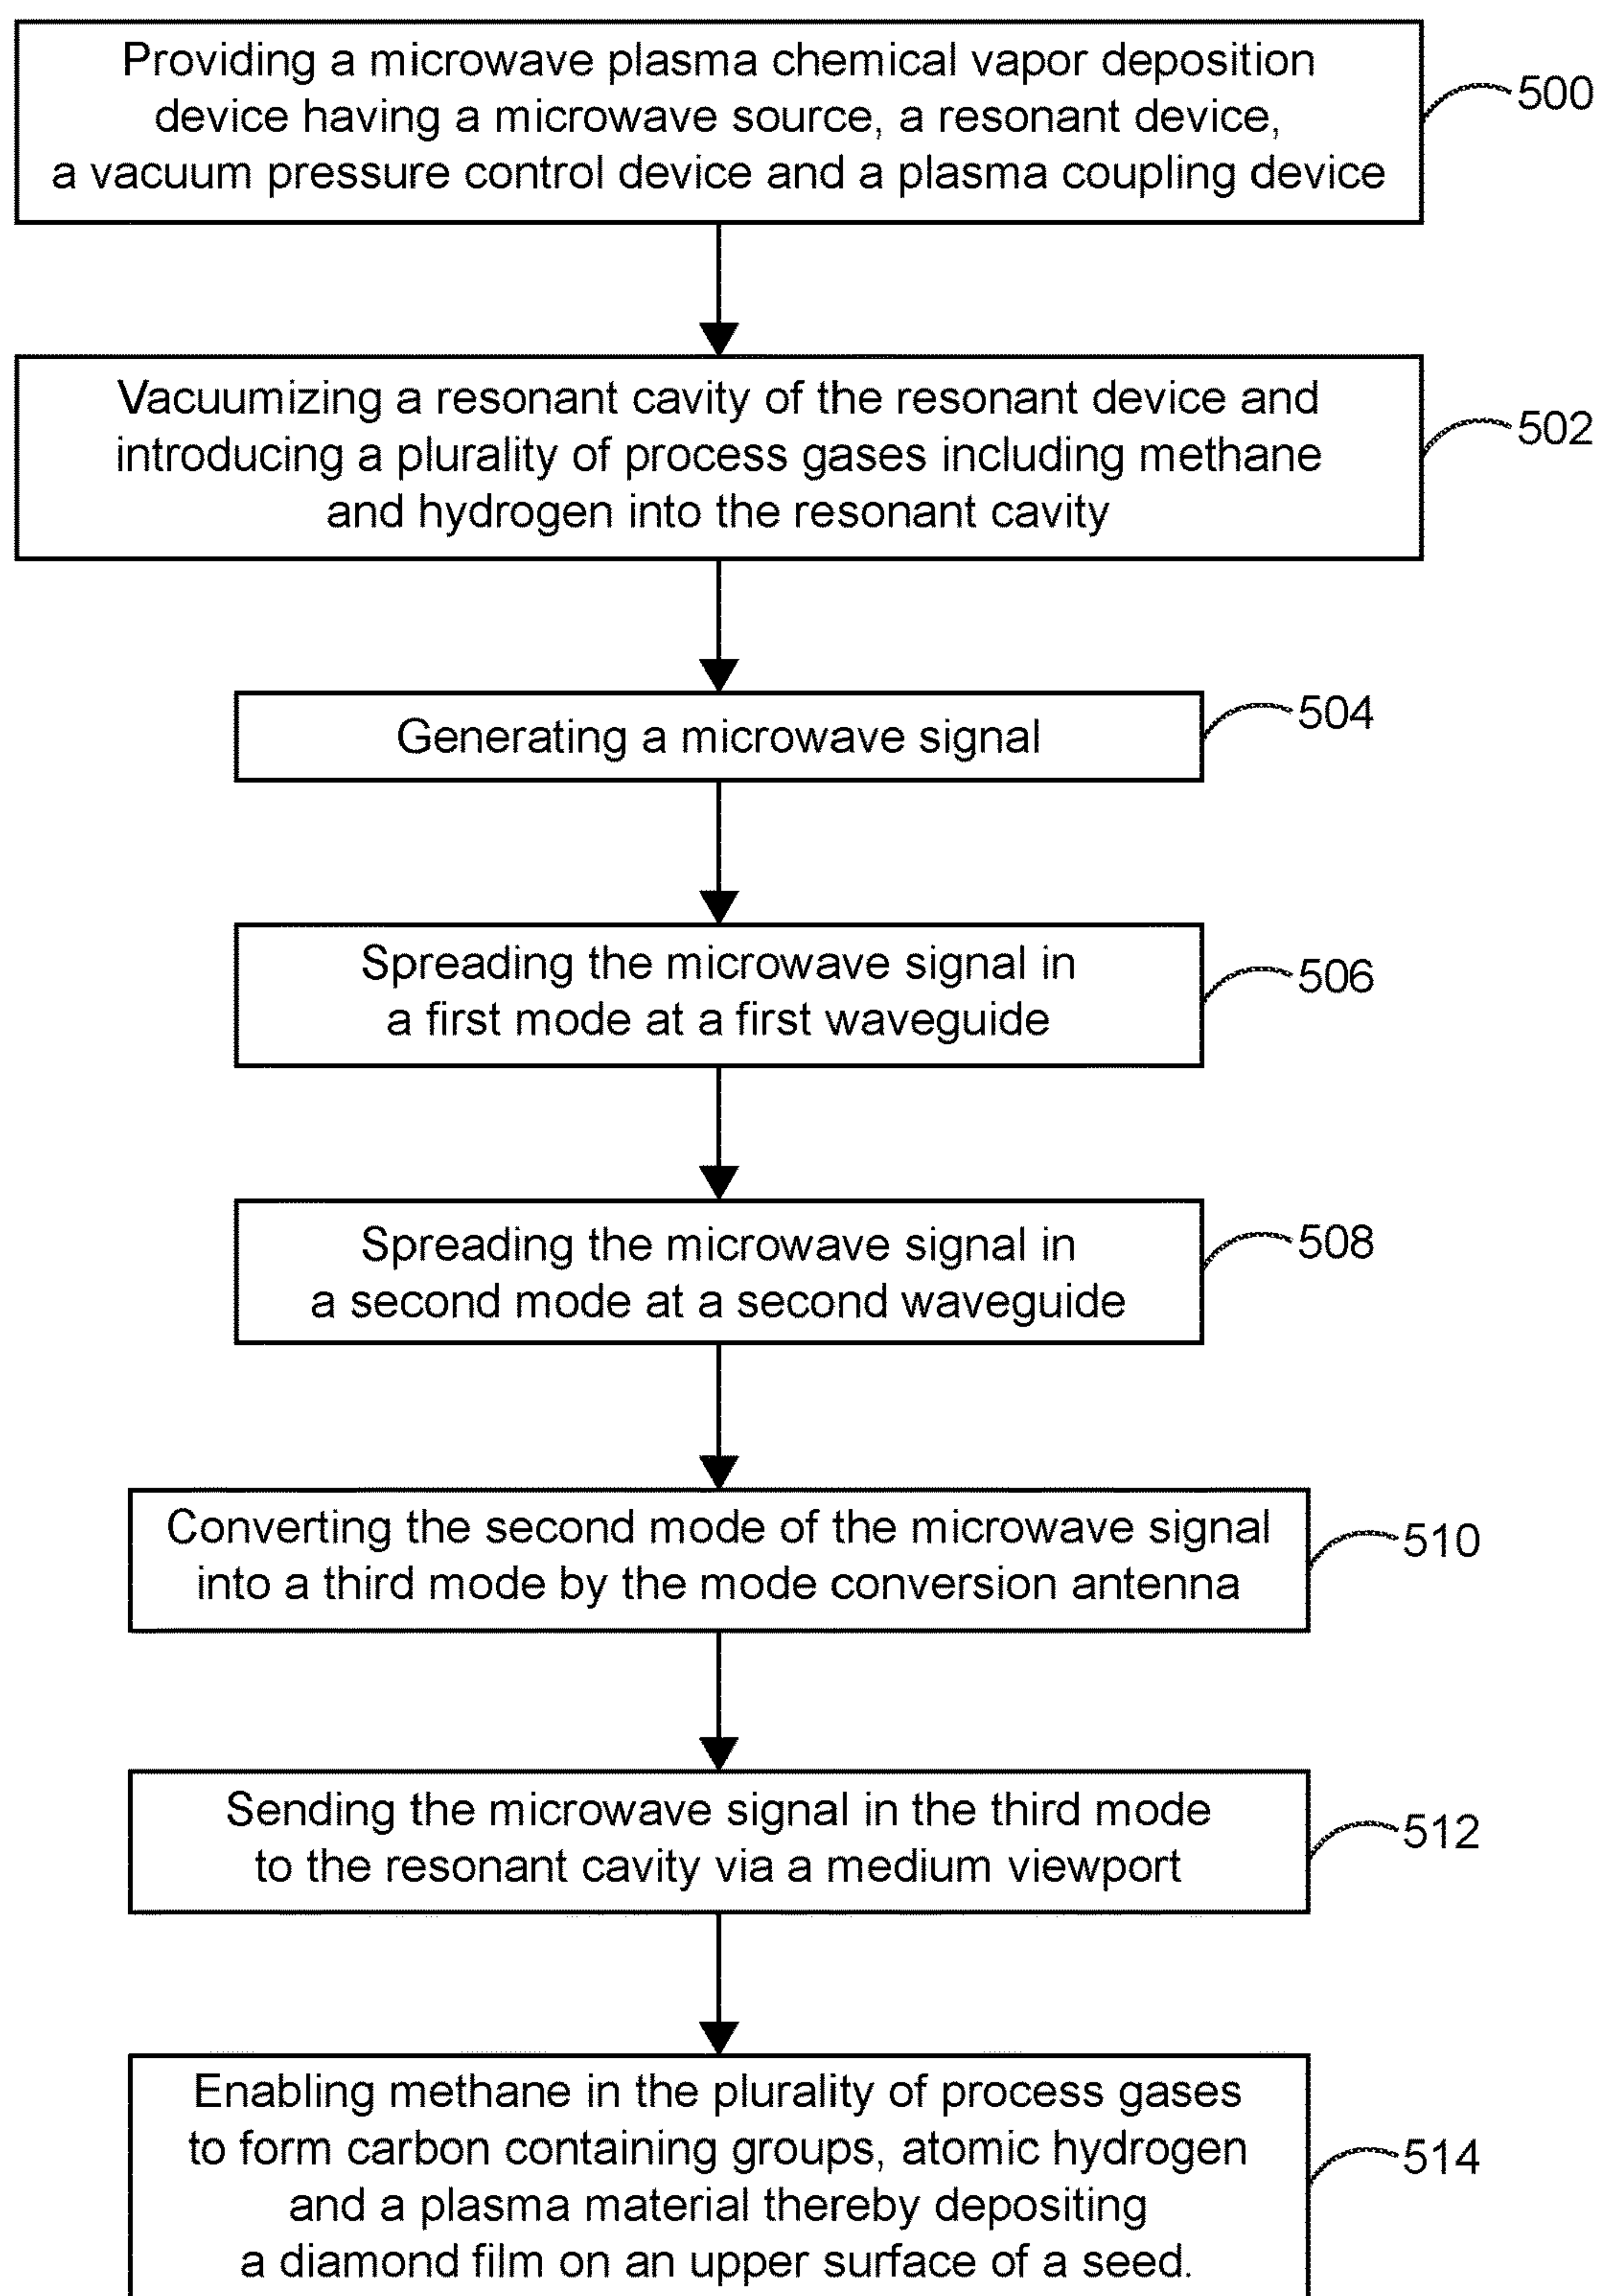 Providing a microwave plasma chemical vapor deposition
device having a microwave source, a resonant device,
a vacuum pressure control device and a plasma coupling device
500
Vacuumizing a resonant cavity of the resonant device and
introducing a plurality of process gases including methane
and hydrogen into the resonant cavity
502
Generating a microwave signal
504
Spreading the microwave signal in
a first mode at a first waveguide
506
Spreading the microwave signal in
a second mode at a second waveguide
508
Converting the second mode of the microwave signal
into a third mode by the mode conversion antenna
510
Sending the microwave signal in the third mode
to the resonant cavity via a medium viewport
512
Enabling methane in the plurality of process gases
to form carbon containing groups, atomic hydrogen
and a plasma material thereby depositing
a diamond film on an upper surface of a seed.
514